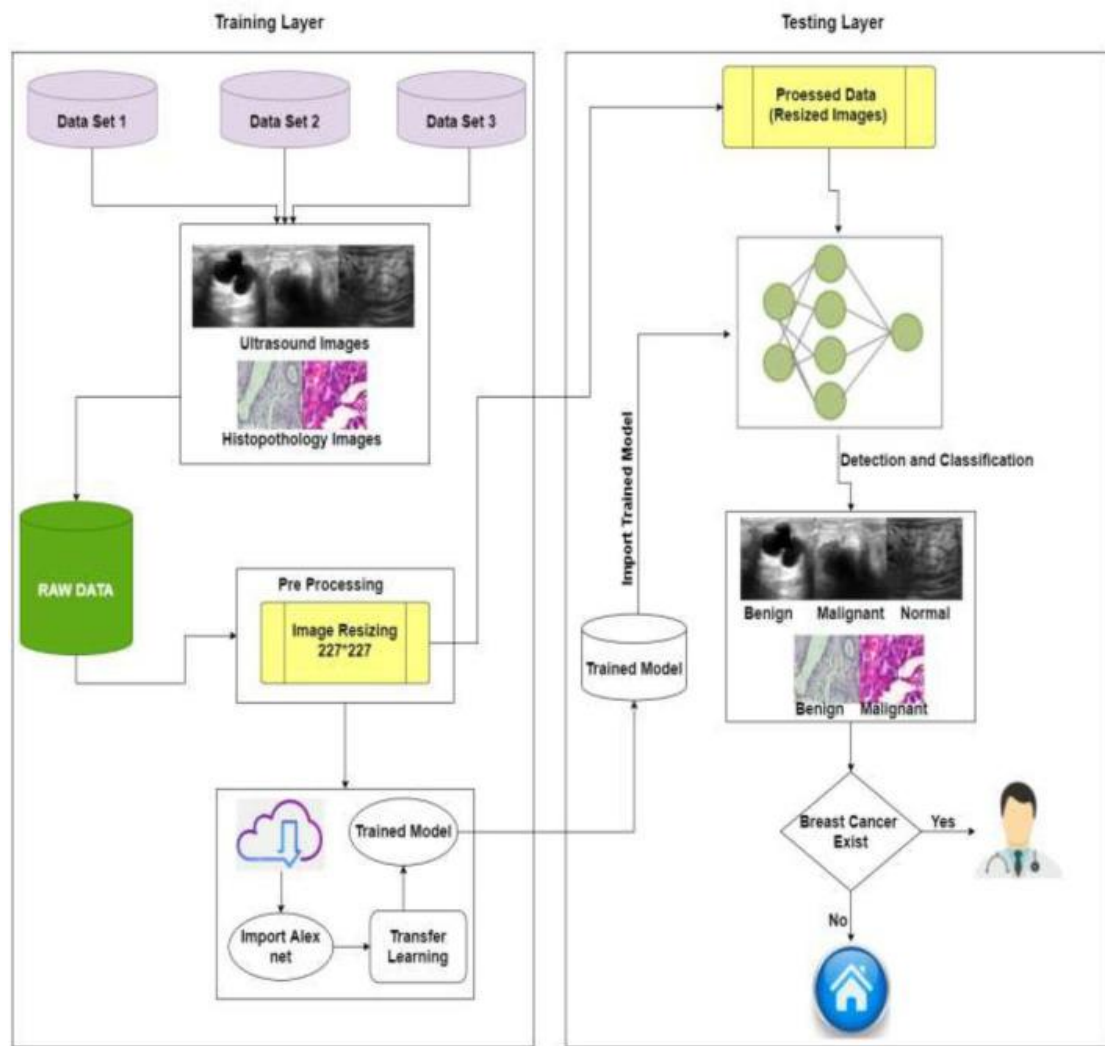 Training Layer
Data Set 1
Data Set 2
Data Set 3
Ultrasound Images
Histopothology Images
RAW DATA
Pre Processing
Image Resizing
227*227
Trained Model
Import Alex
net
Transfer
Learning
Testing Layer
Proessed Data
(Resized Images)
Import Trained Model
Trained Model
Detection and Classification
Benign Malignant Normal
Benign Malignant
Breast Cancer
Exist
Yes
No